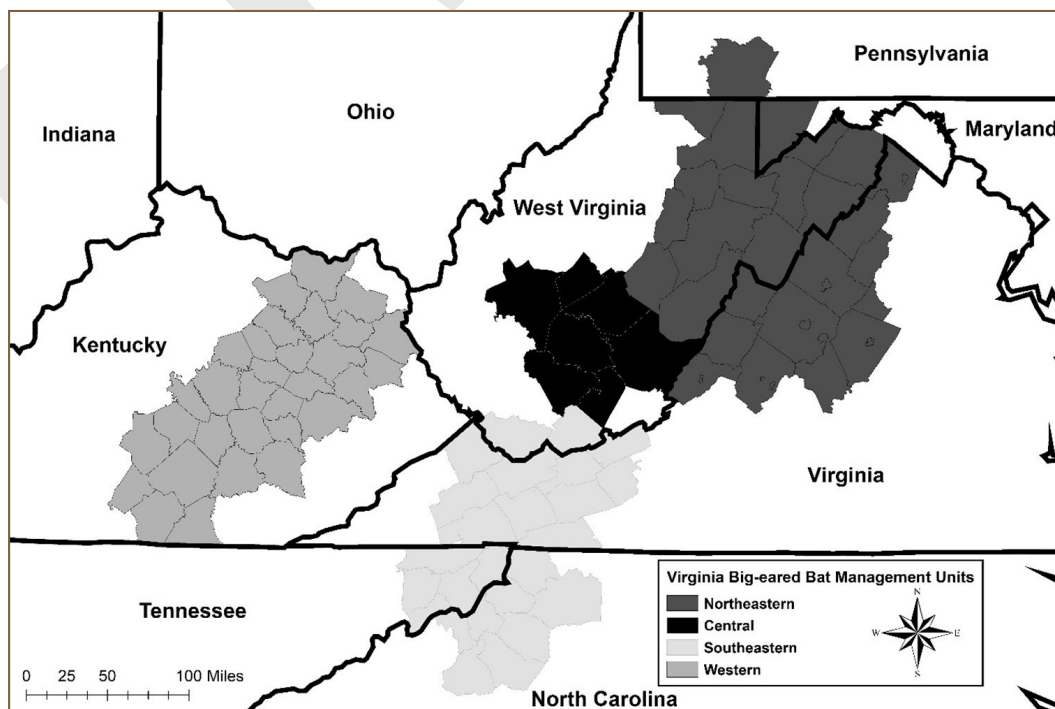 Pennsylvania
Ohio
Indiana
Maryland
West Virginia
Kentucky
Virginia
Virginia Big-eared Bat Management Units
Northeastern
Central
Southeastern
Western
N
W
E
S
Tennessee
0 25 50 100 Miles
North Carolina